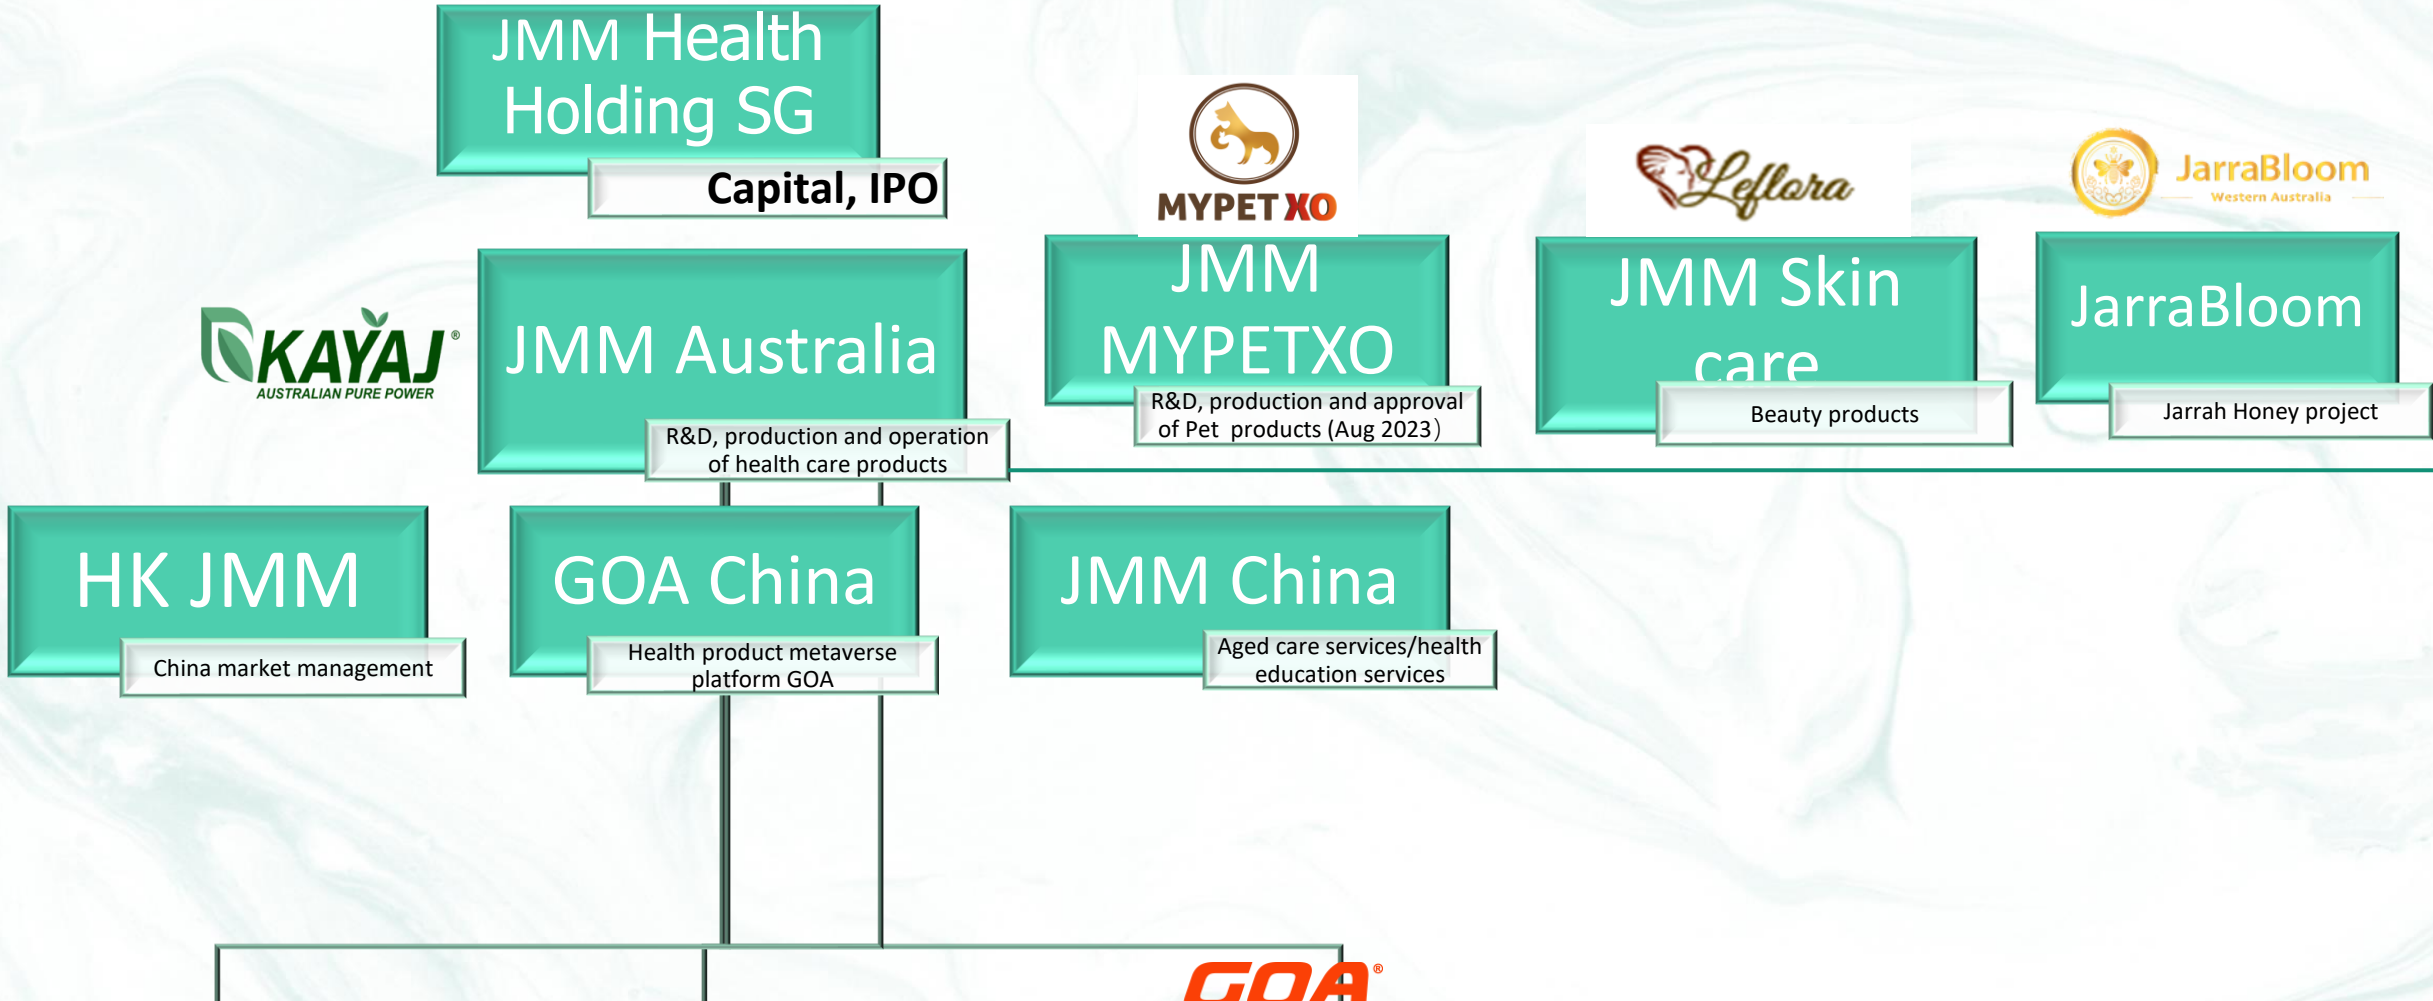 JMM Health
Holding SG
Capital, IPO
MYPET XO
Leflora
JarraBloom
Western Australia
KAYAJ®
AUSTRALIAN PURE POWER
JMM Australia
R&D, production and operation
of health care products
JMM
MYPETXO
R&D, production and approval
of Pet products (Aug 2023）
JMM Skin
care
Beauty products
JarraBloom
Jarrah Honey project
HK JMM
China market management
GOA China
Health product metaverse
platform GOA
JMM China
Aged care services/health
education services
GOA®